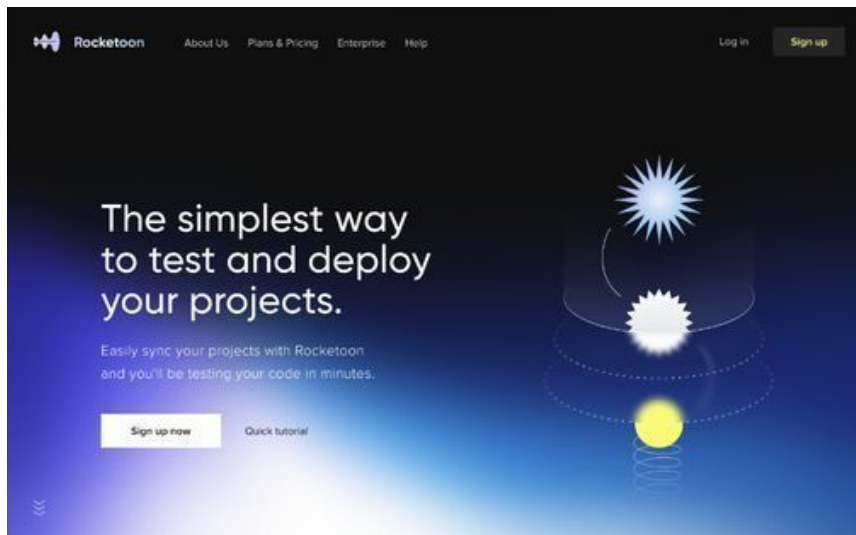 Rocketoon
About Us
Plans & Pricing
Enterprise
Help
Log in
Sign up
The simplest way
to test and deploy
your projects.
Easily sync your projects with Rocketoon
and you'll be testing your code in minutes.
Sign up now
Quick tutorial